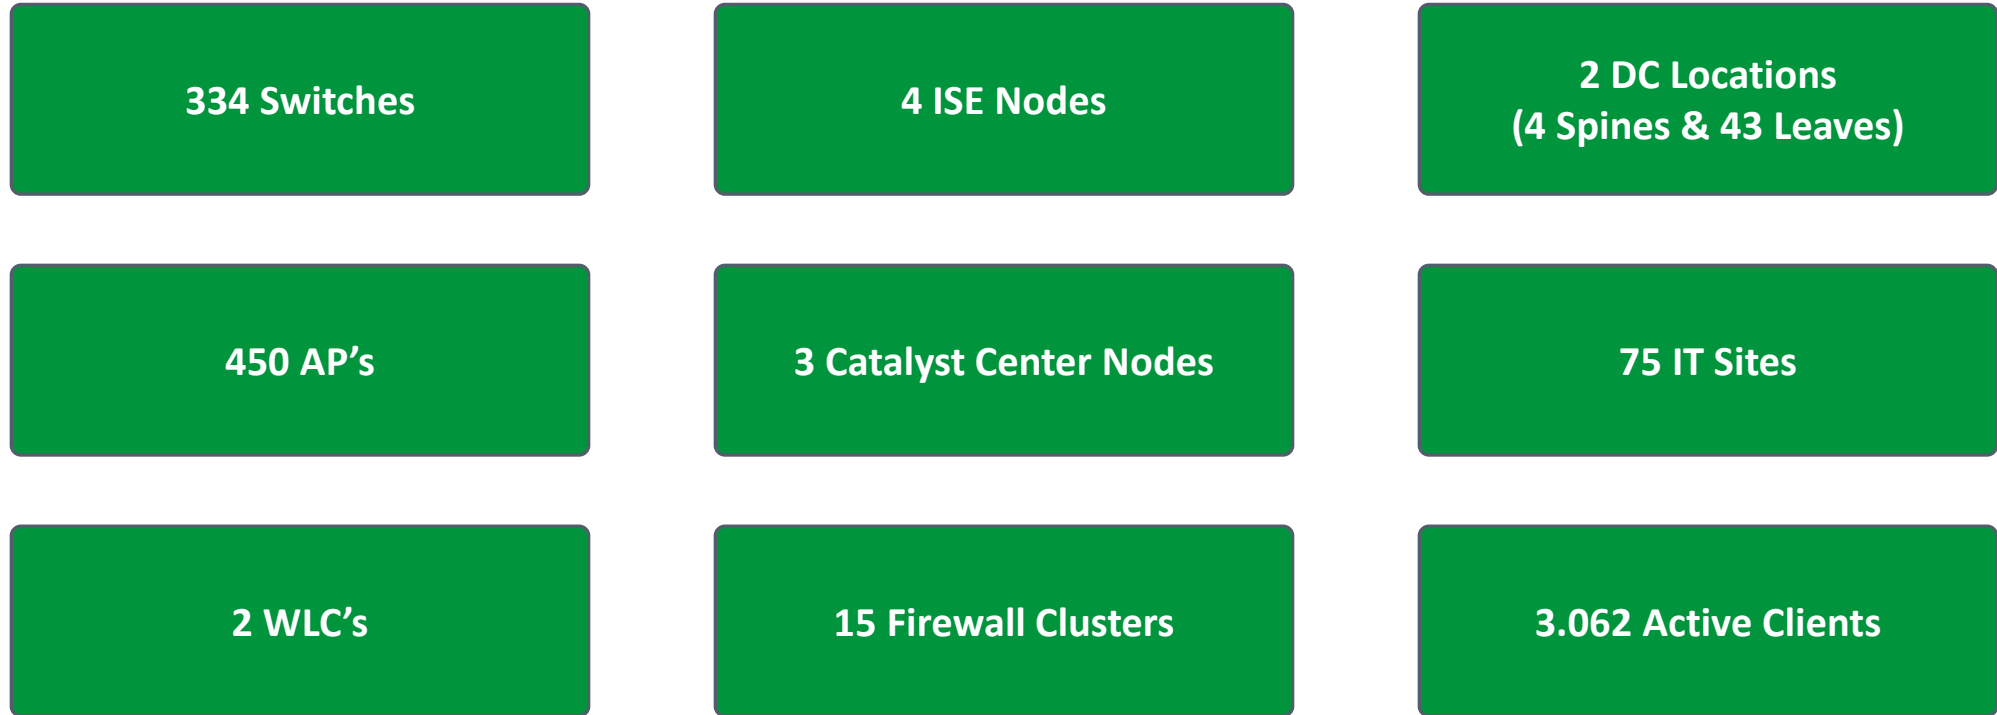 334 Switches
4 ISE Nodes
2 DC Locations
(4 Spines & 43 Leaves)
450 AP’s
3 Catalyst Center Nodes
75 IT Sites
2 WLC’s
15 Firewall Clusters
3.062 Active Clients